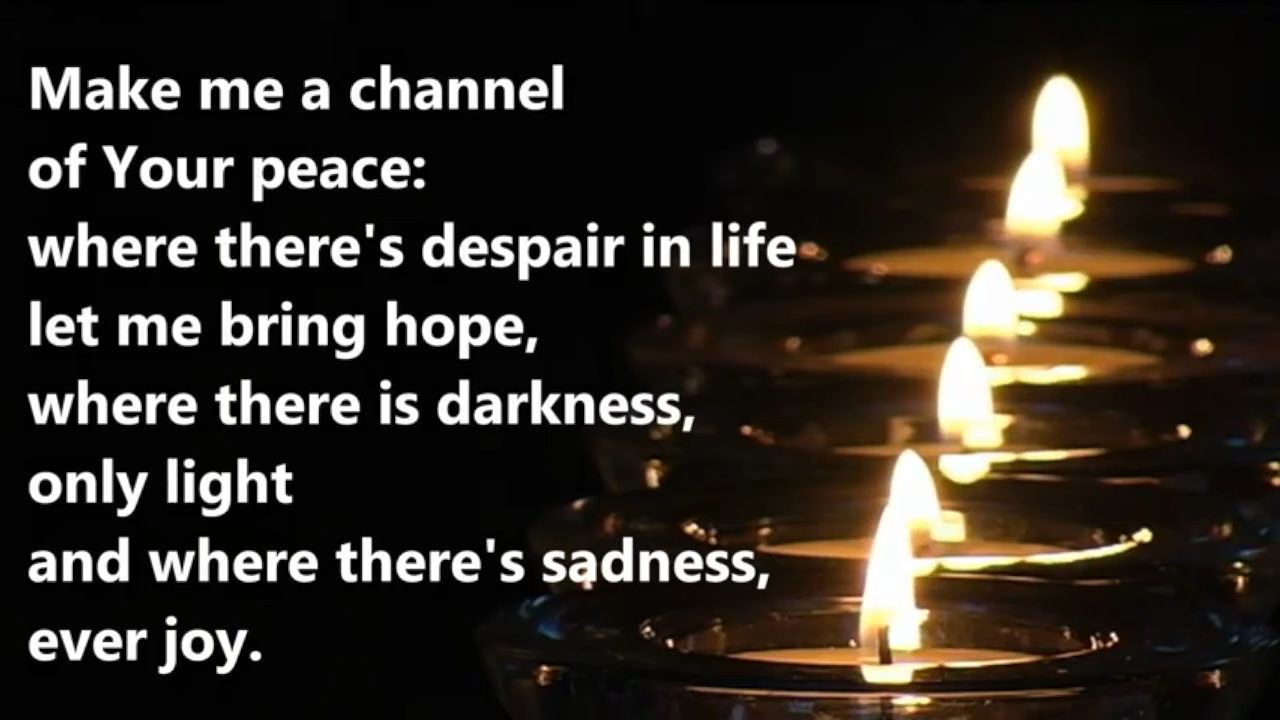 Make me a channel
of Your peace:
where there's despair in life
let me bring hope,
where there is darkness,
only light
and where there's sadness,
ever joy.